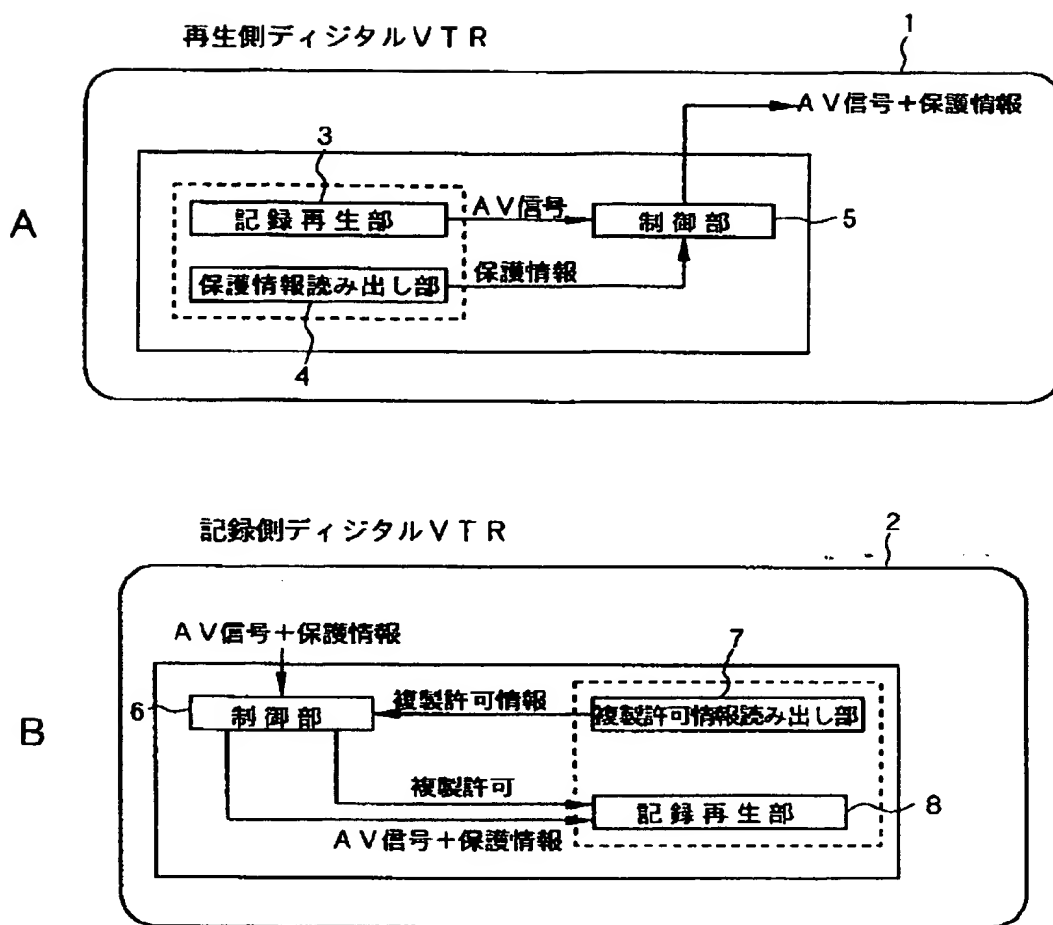 再生側ディジタルVTR
1
AV信号+保護情報
A
3
記録再生部
AV信号
制御部
5
保護情報読み出し部
保護情報
4
記録側ディジタルVTR
2
AV信号+保護情報
7
B
6
制御部
複製許可情報
複製許可情報読み出し部
複製許可
記録再生部
8
AV信号+保護情報